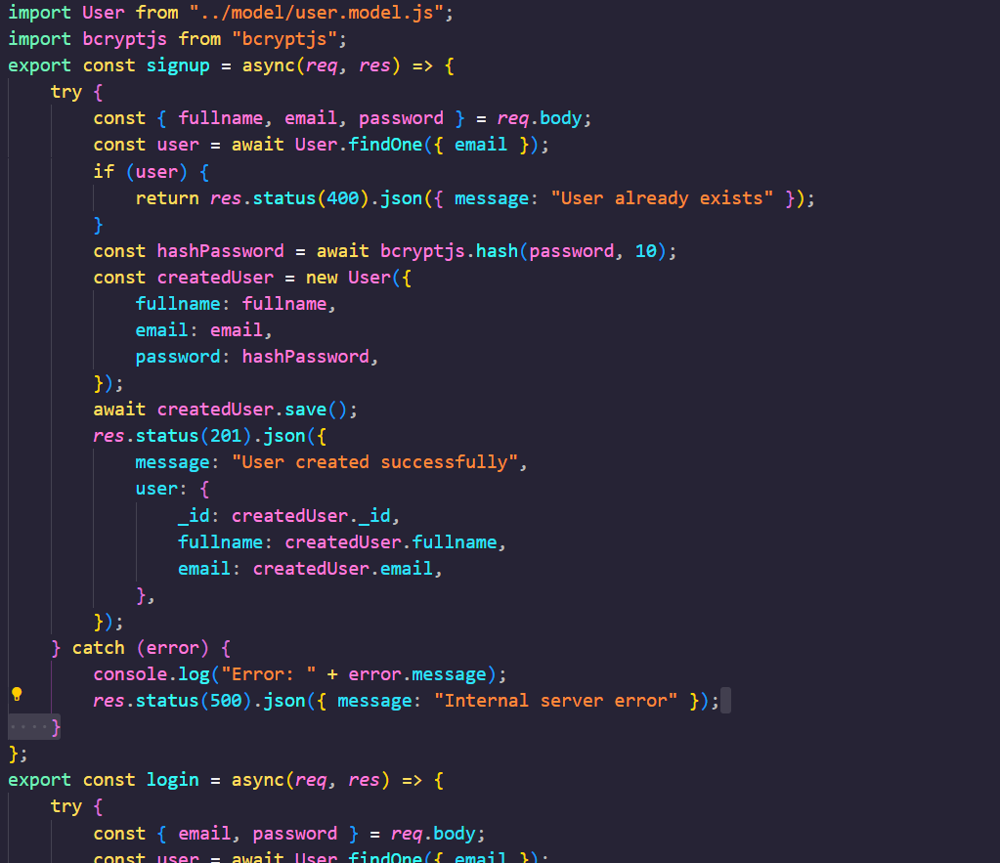 import User from "../model/user.model.js";
import bcryptjs from "bcryptjs";
export const signup = async(req, res) => {
    try {
        const { fullname, email, password } = req.body;
        const user = await User.findOne({ email });
        if (user) {
            return res.status(400).json({ message: "User already exists" });
        }
        const hashPassword = await bcryptjs.hash(password, 10);
        const createdUser = new User({
            fullname: fullname,
            email: email,
            password: hashPassword,
        });
        await createdUser.save();
        res.status(201).json({
            message: "User created successfully",
            user: {
                _id: createdUser._id,
                fullname: createdUser.fullname,
                email: createdUser.email,
            },
        });
    } catch (error) {
        console.log("Error: " + error.message);
        res.status(500).json({ message: "Internal server error" });
    }
};
export const login = async(req, res) => {
    try {
        const { email, password } = req.body;
        const user = await User.findOne({ email });